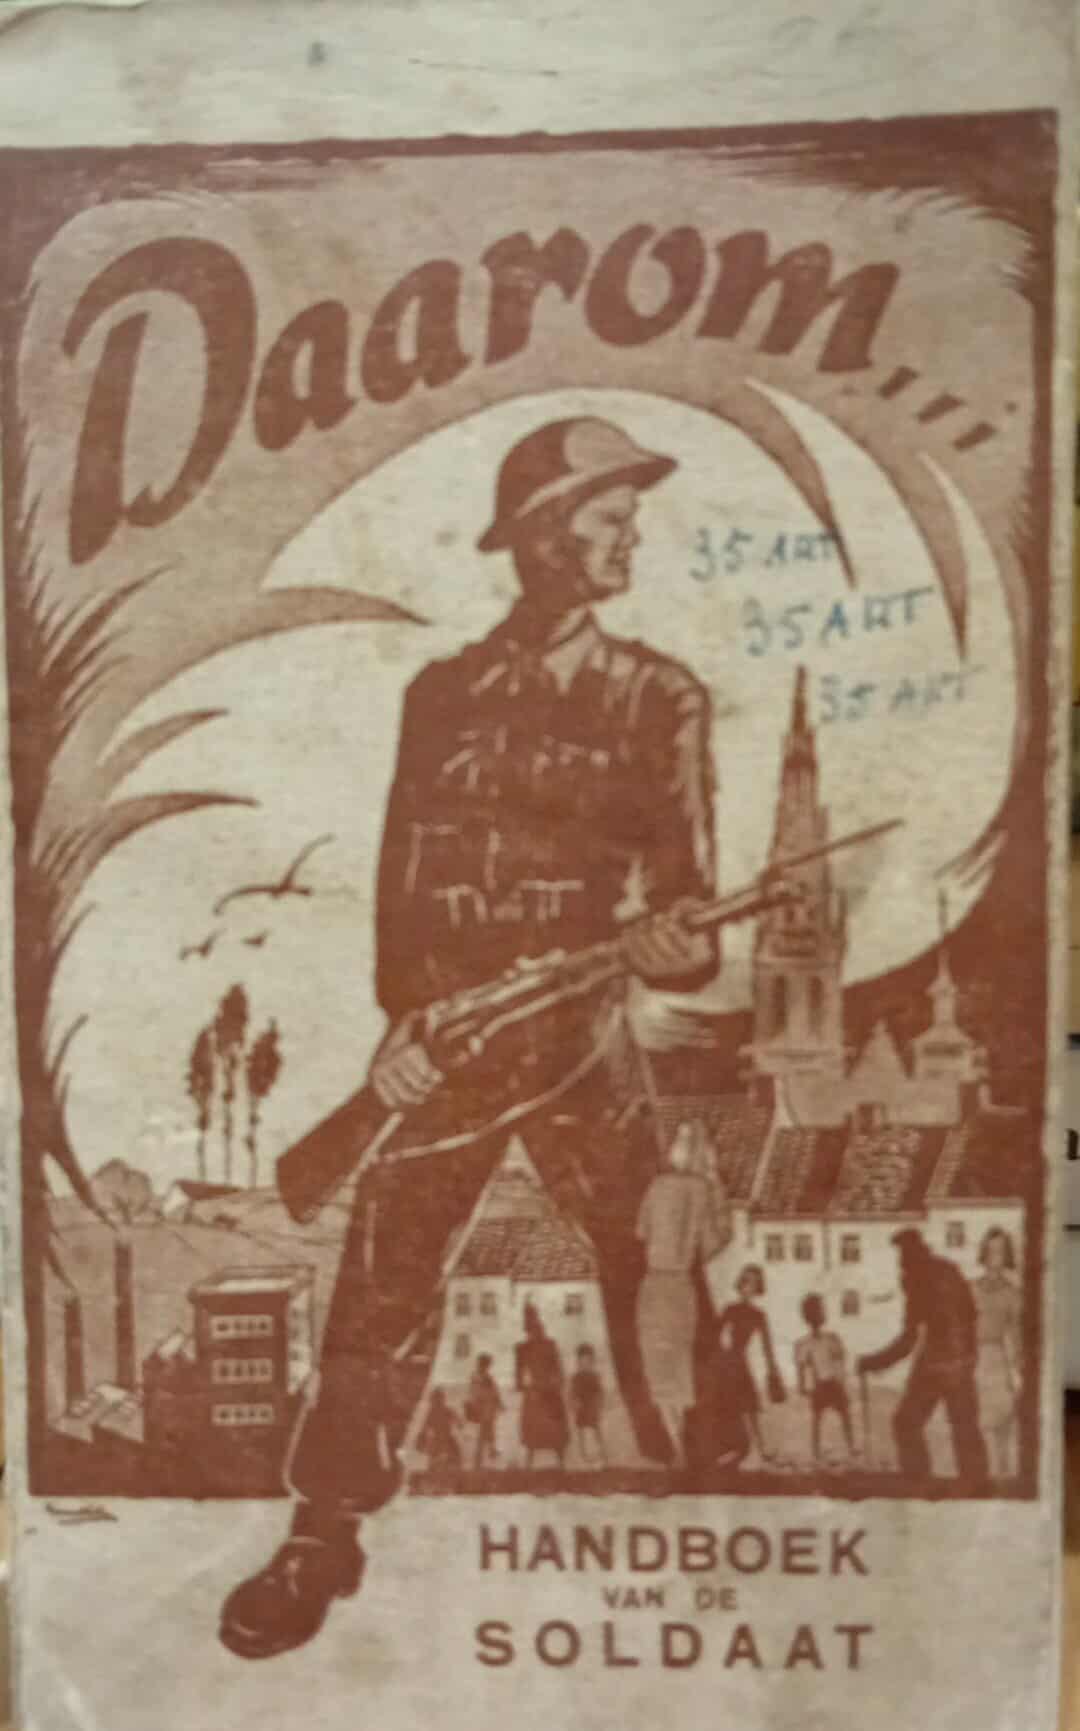 Daarom...
35 ART
35 ART
35 ART
HANDBOEK
VAN DE
SOLDAAT